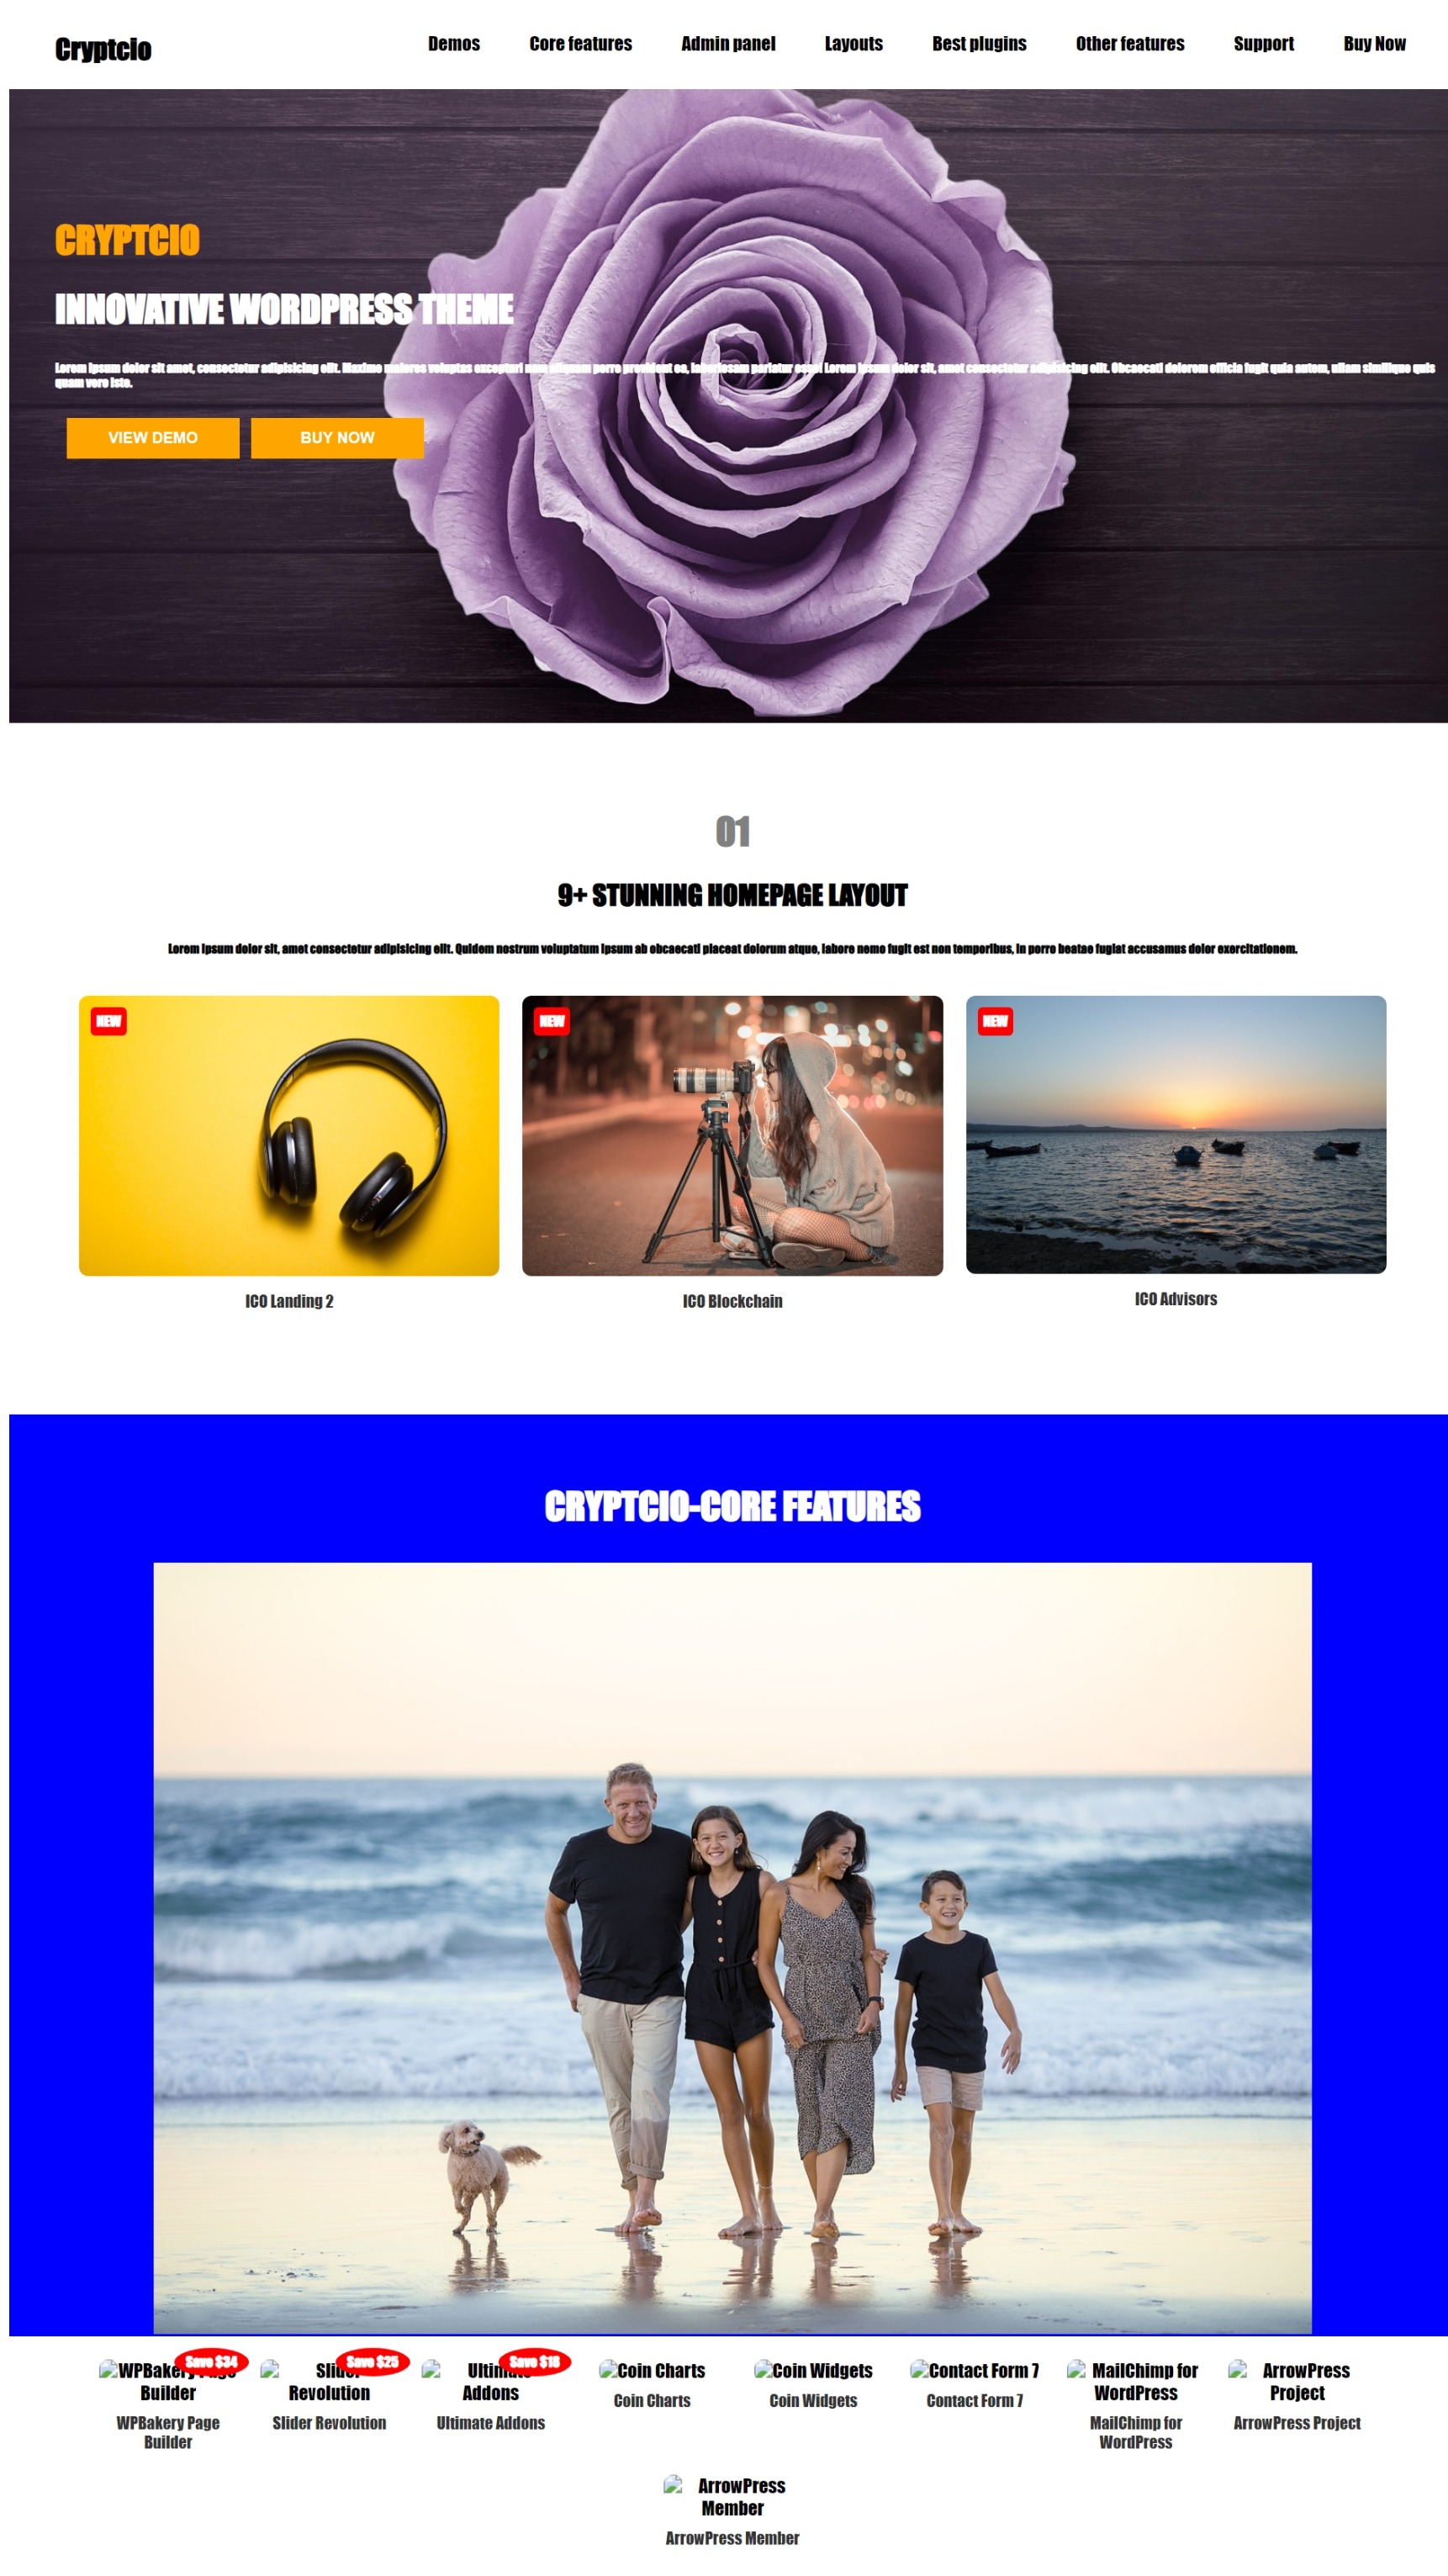 Cryptcio
Demos
Core features
Admin panel
Layouts
Best plugins
Other features
Support
Buy Now
CRYPTCIO
INNOVATIVE WORDPRESS THEME
Lorem ipsum dolor sit amet, consectetur adipisicing elit. Maxime maiores voluptas excepturi nam aliquam porro provident ea, laboriosam pariatur esse! Lorem ipsum dolor sit, amet consectetur adipisicing elit. Obcaecati dolorem officia fugit quia autem, ullam similique quis
quam vero iste.
VIEW DEMO
BUY NOW
01
9+ STUNNING HOMEPAGE LAYOUT
Lorem ipsum dolor sit, amet consectetur adipisicing elit. Quidem nostrum voluptatum ipsum ab obcaecati placeat dolorum atque, labore nemo fugit est non temporibus, in porro beatae fugiat accusamus dolor exercitationem.
NEW
NEW
NEW
ICO Landing 2
ICO Blockchain
ICO Advisors
CRYPTCIO-CORE FEATURES
Save $34
WPBakery Page
Builder
WPBakery Page
Builder
Save $25
Slider
Revolution
Slider Revolution
Save $18
Ultimate
Addons
Ultimate Addons
Coin Charts
Coin Charts
Coin Widgets
Coin Widgets
Contact Form 7
Contact Form 7
MailChimp for
WordPress
MailChimp for
WordPress
ArrowPress
Project
ArrowPress Project
ArrowPress
Member
ArrowPress Member